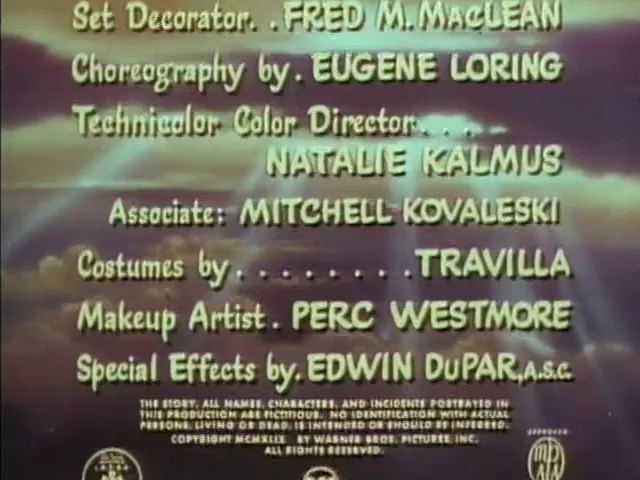 Set Decorator. . FRED M. MacLEAN
Choreography by. EUGENE LORING
Technicolor Color Director. . .
NATALIE KALMUS
Associate: MITCHELL KOVALESKI
Costumes by . . . . . . . . . TRAVILLA
Makeup Artist. PERC WESTMORE
Special Effects by. EDWIN DuPAR, A.S.C.
THE STORY, ALL NAMES, CHARACTERS, AND INCIDENTS PORTRAYED IN
THIS PRODUCTION ARE FICTITIOUS. NO IDENTIFICATION WITH ACTUAL
PERSONS, LIVING OR DEAD, IS INTENDED OR SHOULD BE INFERRED.
COPYRIGHT MCMXLIX BY WARNER BROS. PICTURES, INC.
ALL RIGHTS RESERVED.
APPROVED